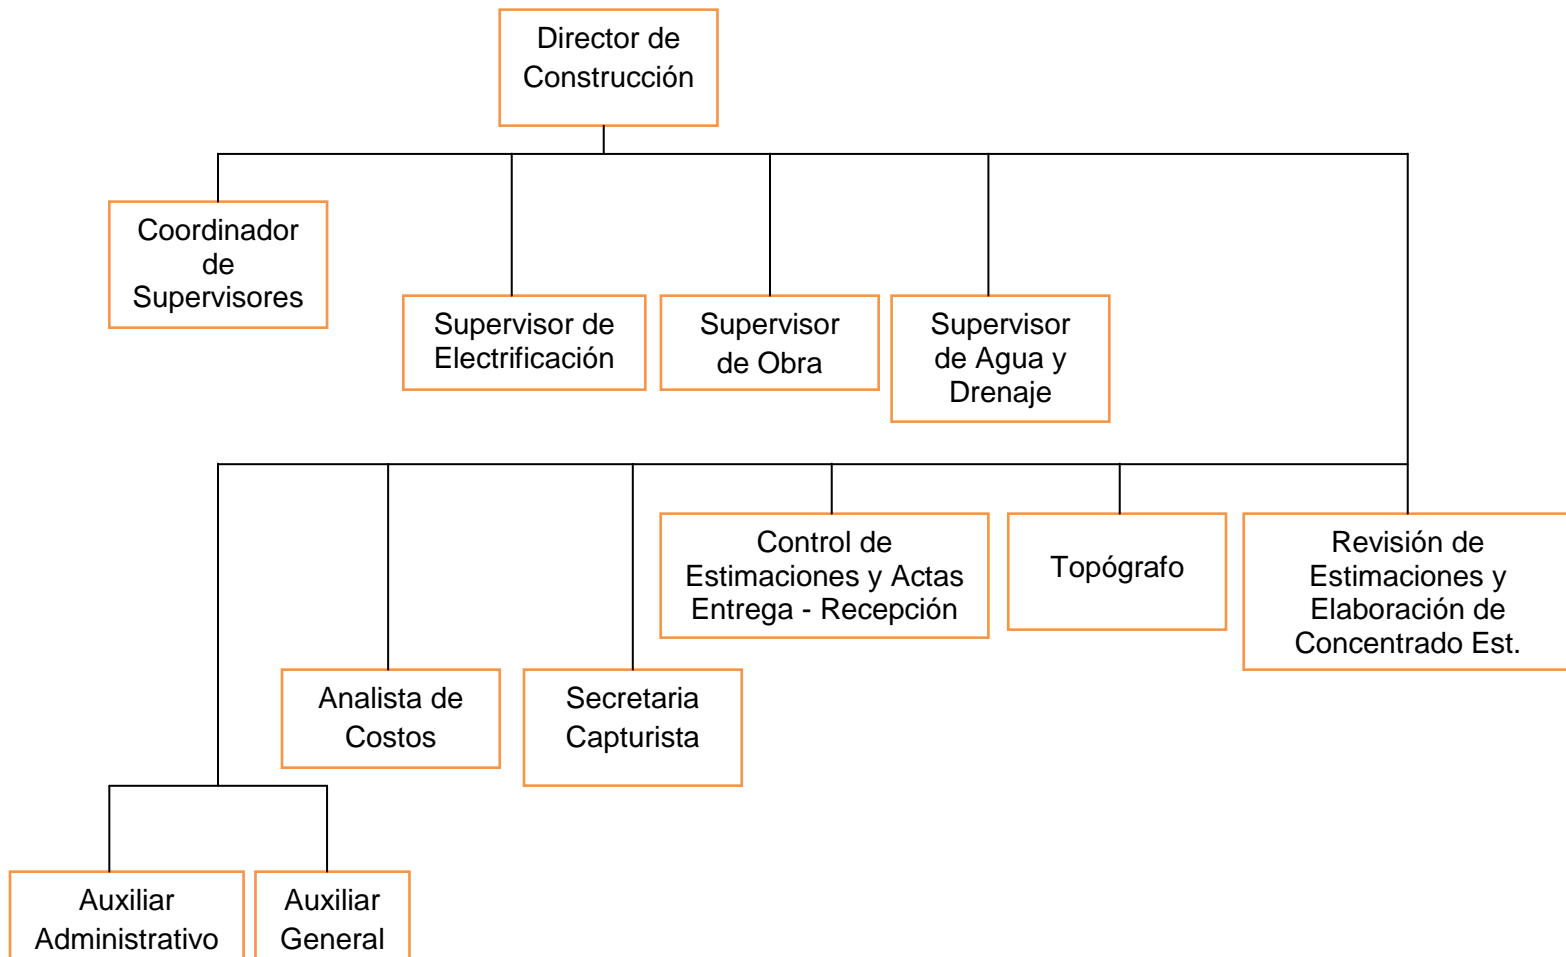 Director de
Construcción
Coordinador
de
Supervisores
Supervisor de
Electrificación
Supervisor
de Obra
Supervisor
de Agua y
Drenaje
Control de
Estimaciones y Actas
Entrega - Recepción
Topógrafo
Revisión de
Estimaciones y
Elaboración de
Concentrado Est.
Analista de
Costos
Secretaria
Capturista
Auxiliar
Administrativo
Auxiliar
General